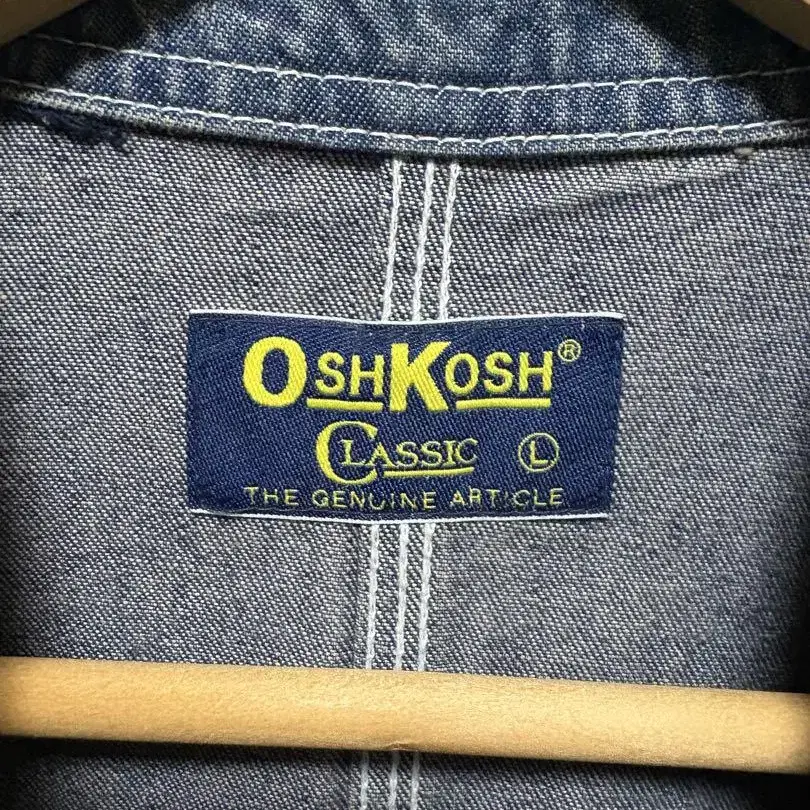 OSHKOSH®
CLASSIC Ⓛ
THE GENUINE ARTICLE